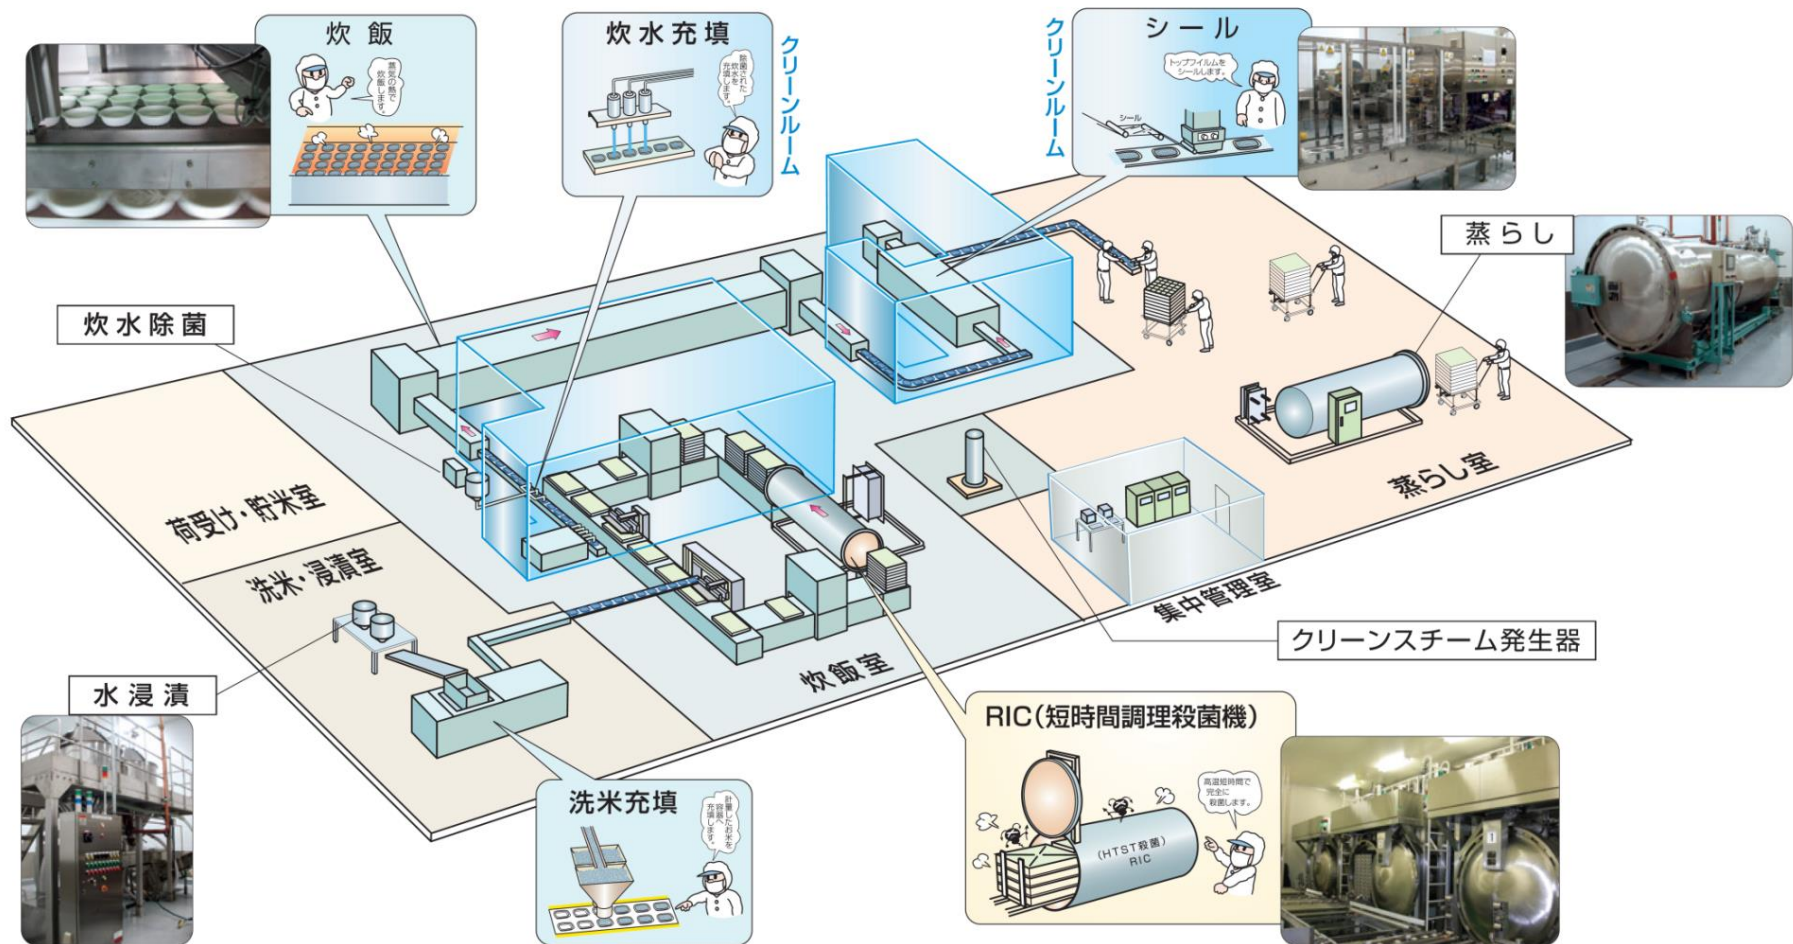 炊飯
蒸気の熱で
炊飯します。
炊水充填
除菌された
炊水を
充填します。
クリーンルーム
クリーンルーム
シール
トップフイルムを
シールします。
シール
蒸らし
炊水除菌
荷受け・貯米室
洗米・浸漬室
水浸漬
炊飯室
蒸らし室
集中管理室
クリーンスチーム発生器
洗米充填
計量したお米を
容器へ
充填します。
RIC(短時間調理殺菌機)
高温短時間で
完全に
殺菌します。
(HTST殺菌)
RIC
1